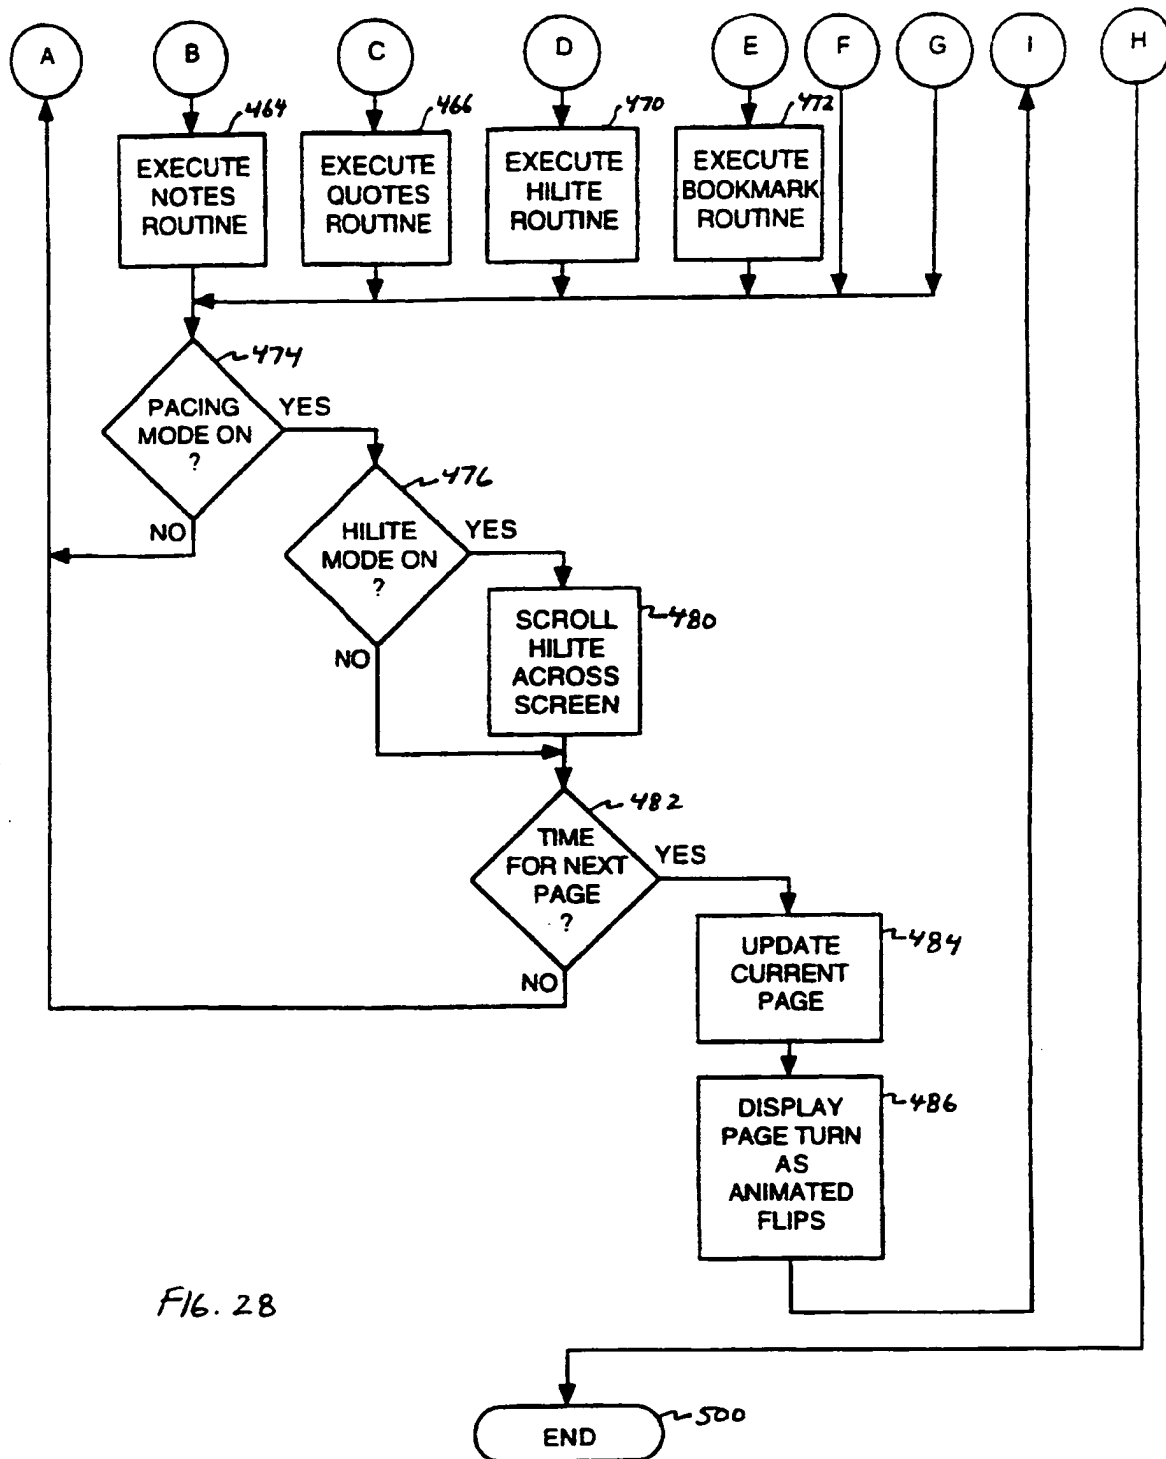 A
B
C
D
E
F
G
I
H
464
466
470
472
EXECUTE
NOTES
ROUTINE
EXECUTE
QUOTES
ROUTINE
EXECUTE
HILITE
ROUTINE
EXECUTE
BOOKMARK
ROUTINE
474
PACING
MODE ON
?
YES
NO
476
HILITE
MODE ON
?
YES
NO
480
SCROLL
HILITE
ACROSS
SCREEN
482
TIME
FOR NEXT
PAGE
?
YES
NO
484
UPDATE
CURRENT
PAGE
486
DISPLAY
PAGE TURN
AS
ANIMATED
FLIPS
FIG. 28
500
END